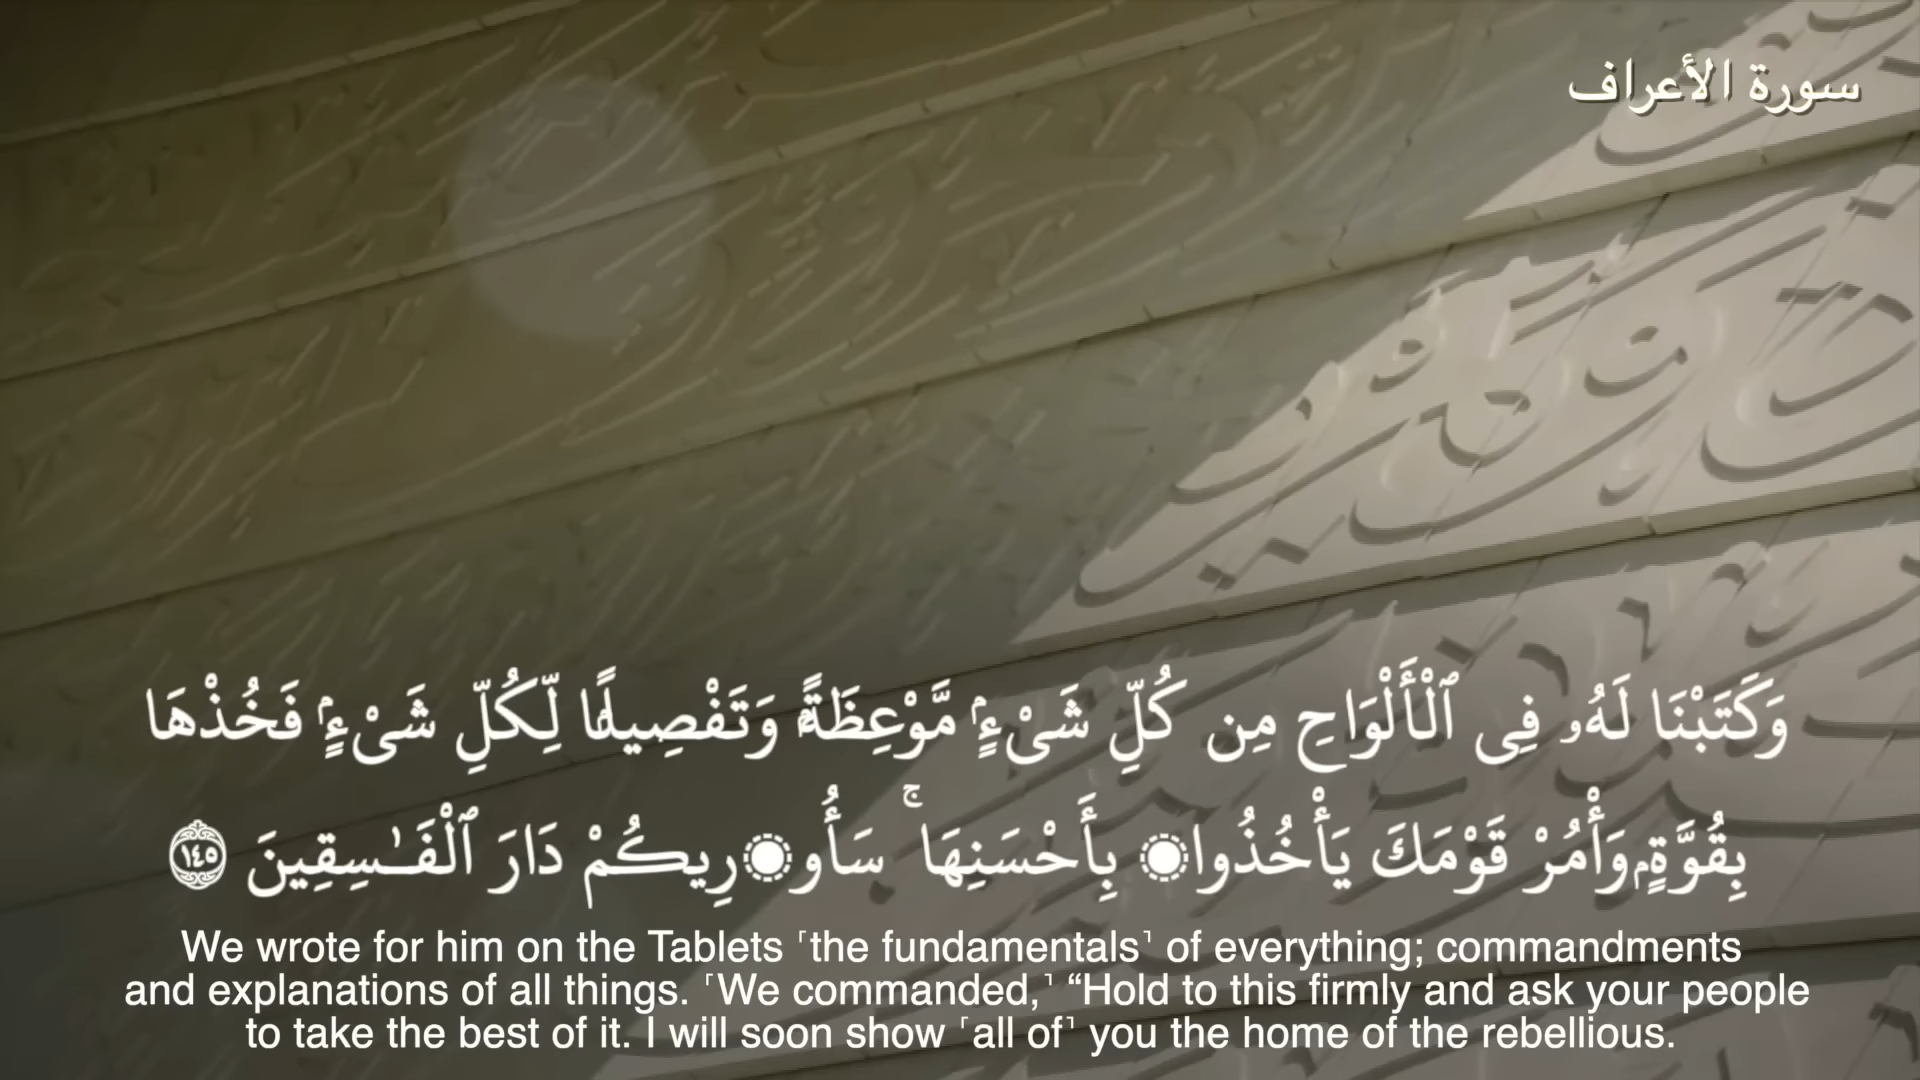 سورة الأعراف
وَكَتَبْنَا لَهُۥ فِى ٱلْأَلْوَاحِ مِن كُلِّ شَىْءٍۢ مَّوْعِظَةًۭ وَتَفْصِيلًۭا لِّكُلِّ شَىْءٍۢ فَخُذْهَا
بِقُوَّةٍۢ وَأْمُرْ قَوْمَكَ يَأْخُذُوا۟ بِأَحْسَنِهَا ۚ سَأُو۟رِيكُمْ دَارَ ٱلْفَـٰسِقِينَ ١٤٥
We wrote for him on the Tablets ˹the fundamentals˺ of everything; commandments
and explanations of all things. ˹We commanded,˺ “Hold to this firmly and ask your people
to take the best of it. I will soon show ˹all of˺ you the home of the rebellious.